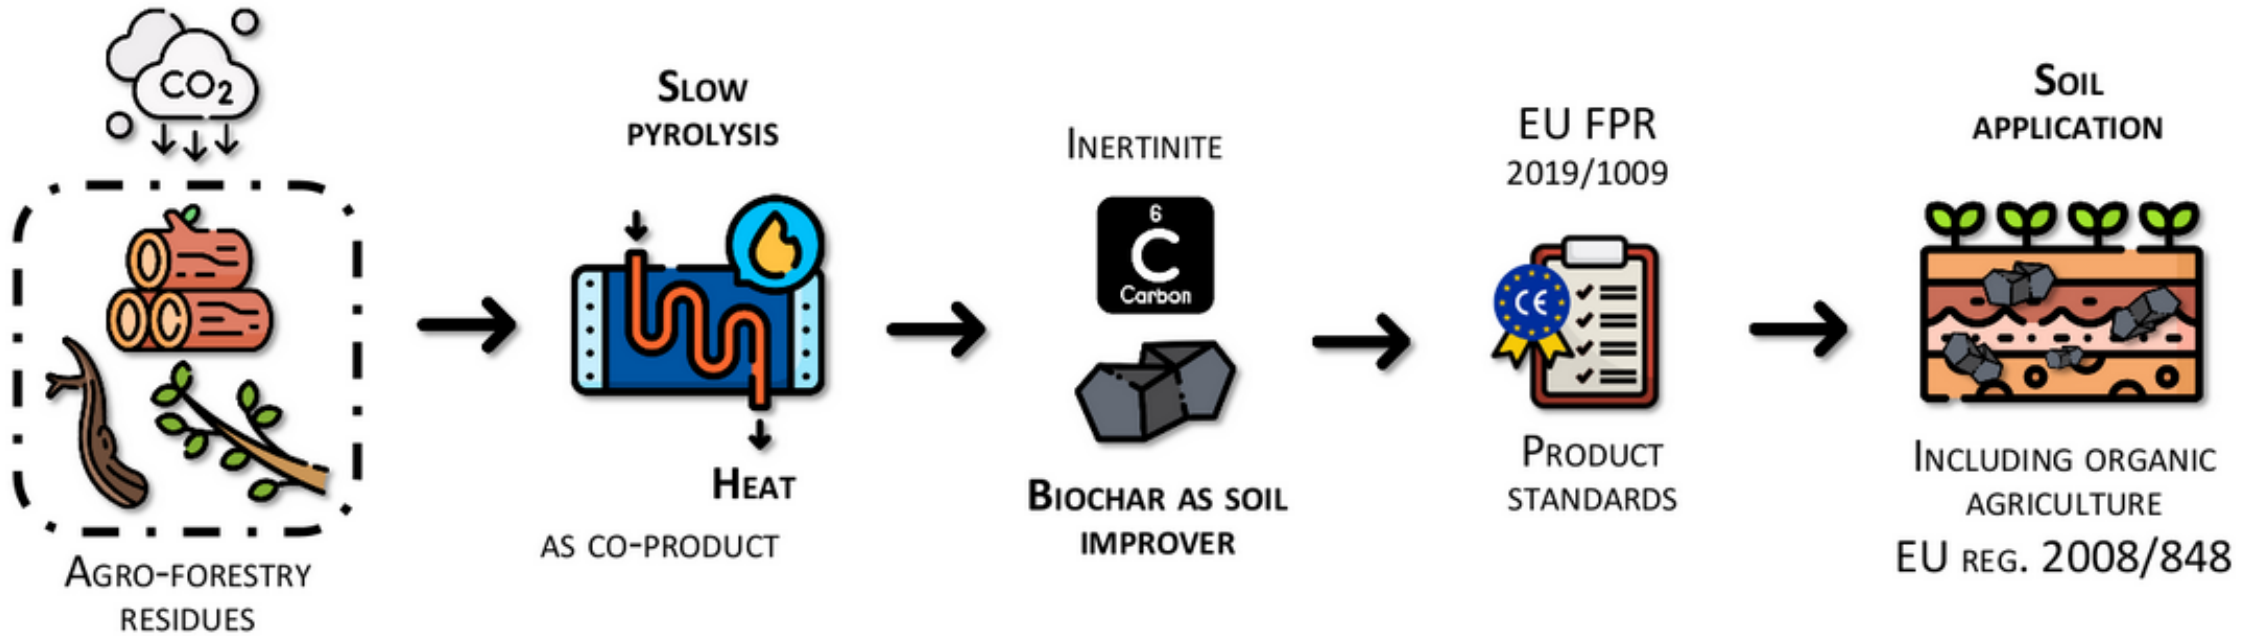 CO2
AGRO-FORESTRY
RESIDUES
SLOW
PYROLYSIS
HEAT
AS CO-PRODUCT
INERTINITE
6
C
Carbon
BIOCHAR AS SOIL
IMPROVER
EU FPR
2019/1009
CE
PRODUCT
STANDARDS
SOIL
APPLICATION
INCLUDING ORGANIC
AGRICULTURE
EU REG. 2008/848